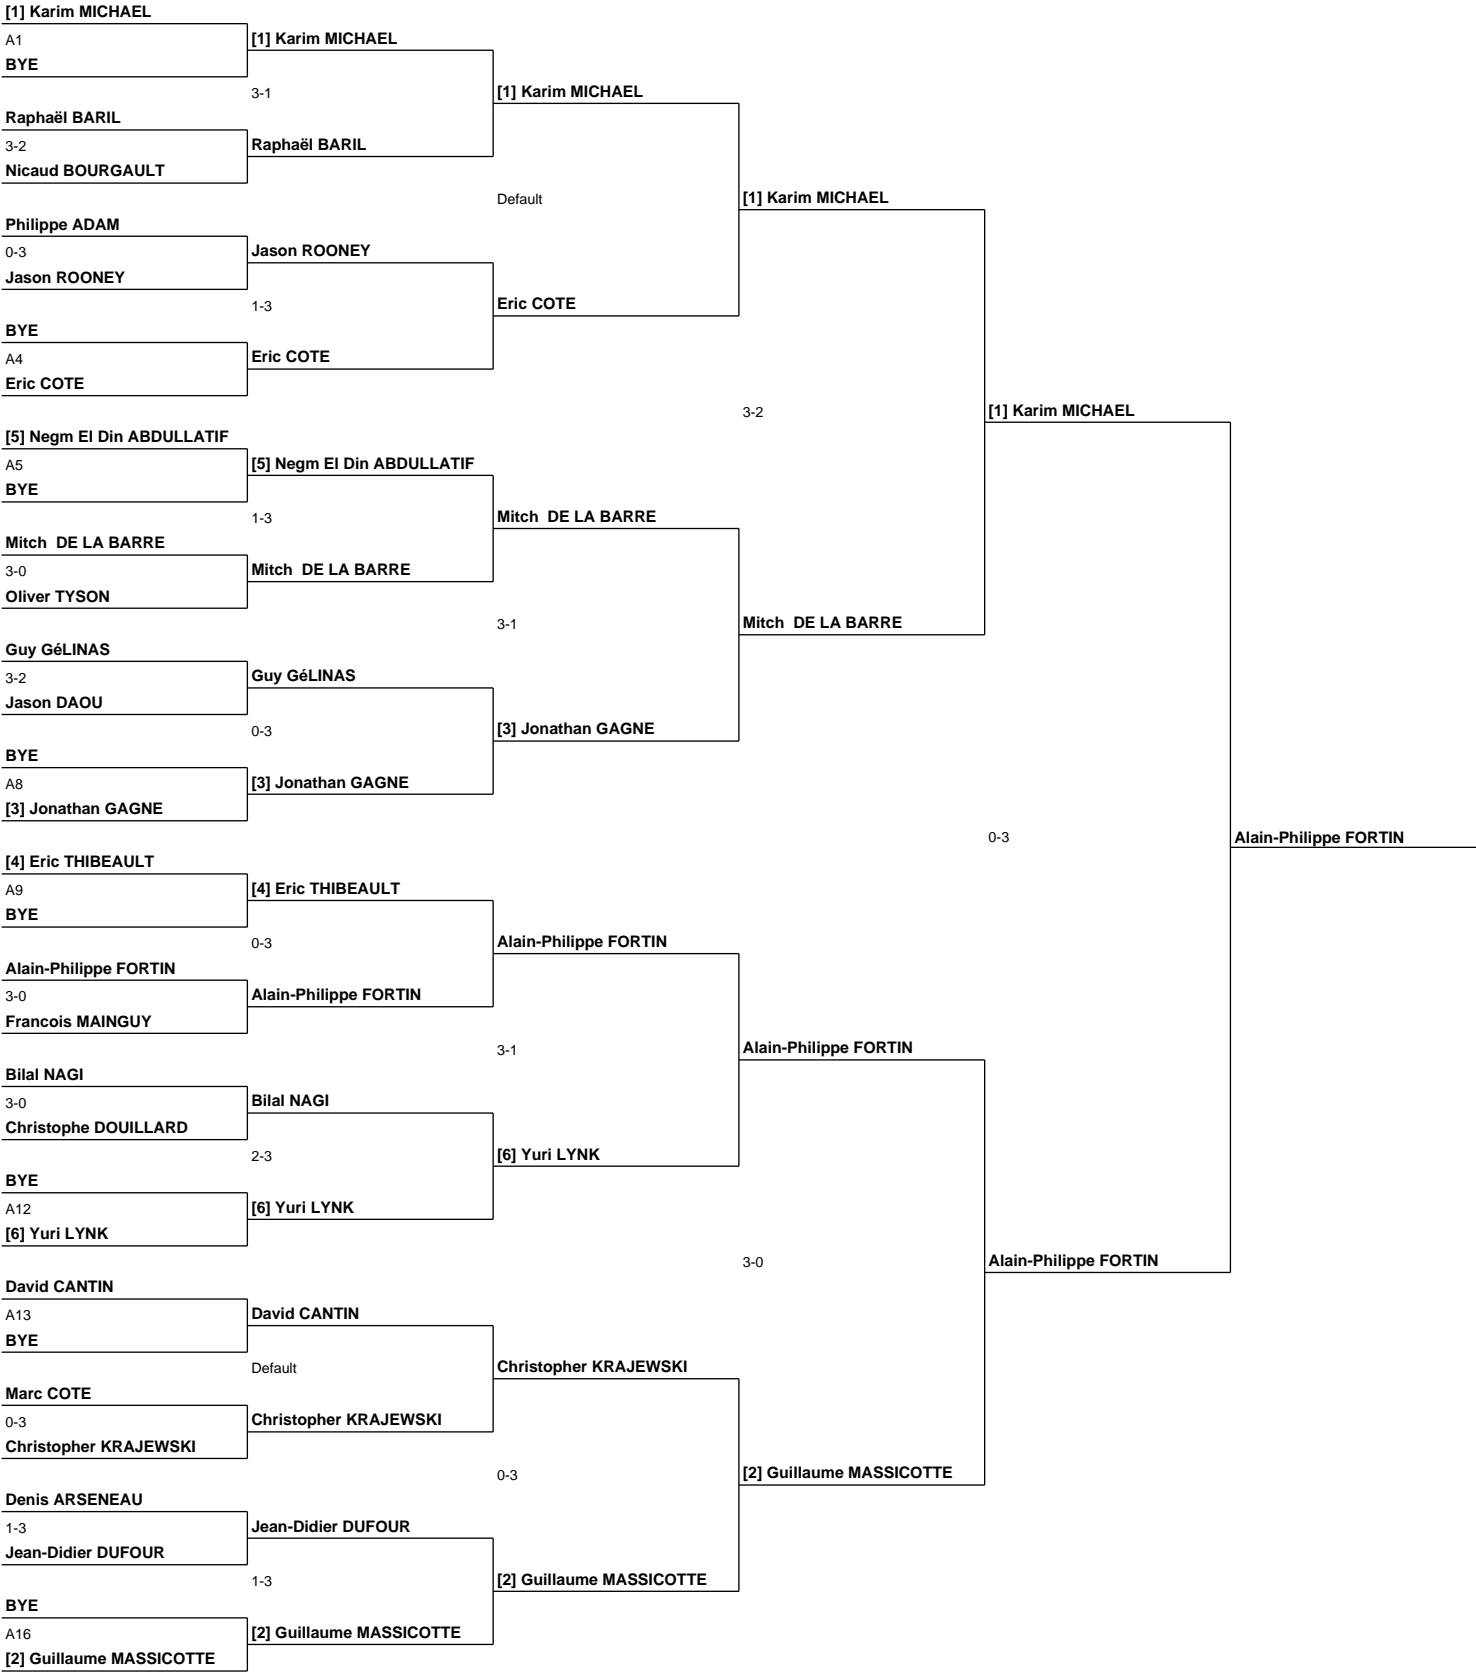 [1] Karim MICHAEL
A1
BYE
Raphaël BARIL
3-2
Nicaud BOURGAULT
Philippe ADAM
0-3
Jason ROONEY
BYE
A4
Eric COTE
[5] Negm El Din ABDULLATIF
A5
BYE
Mitch  DE LA BARRE
3-0
Oliver TYSON
Guy GéLINAS
3-2
Jason DAOU
BYE
A8
[3] Jonathan GAGNE
[4] Eric THIBEAULT
A9
BYE
Alain-Philippe FORTIN
3-0
Francois MAINGUY
Bilal NAGI
3-0
Christophe DOUILLARD
BYE
A12
[6] Yuri LYNK
David CANTIN
A13
BYE
Marc COTE
0-3
Christopher KRAJEWSKI
Denis ARSENEAU
1-3
Jean-Didier DUFOUR
BYE
A16
[2] Guillaume MASSICOTTE
[1] Karim MICHAEL
3-1
Raphaël BARIL
Jason ROONEY
1-3
Eric COTE
[5] Negm El Din ABDULLATIF
1-3
Mitch  DE LA BARRE
Guy GéLINAS
0-3
[3] Jonathan GAGNE
[4] Eric THIBEAULT
0-3
Alain-Philippe FORTIN
Bilal NAGI
2-3
[6] Yuri LYNK
David CANTIN
Default
Christopher KRAJEWSKI
Jean-Didier DUFOUR
1-3
[2] Guillaume MASSICOTTE
[1] Karim MICHAEL
Default
Eric COTE
Mitch  DE LA BARRE
3-1
[3] Jonathan GAGNE
Alain-Philippe FORTIN
3-1
[6] Yuri LYNK
Christopher KRAJEWSKI
0-3
[2] Guillaume MASSICOTTE
[1] Karim MICHAEL
3-2
Mitch  DE LA BARRE
Alain-Philippe FORTIN
3-0
[2] Guillaume MASSICOTTE
[1] Karim MICHAEL
0-3
Alain-Philippe FORTIN
Alain-Philippe FORTIN